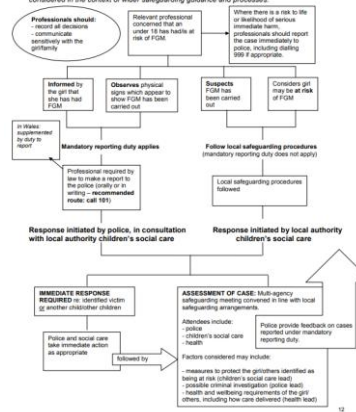 considered in the context of wider safeguarding guidance and processes.
Professionals should:
- record all decisions
- communicate
sensitively with the
girl/family
Relevant professional
concerned that an
under 18 has had/is at
risk of FGM
Where there is a risk to life
or likelihood of serious
immediate harm,
professionals should report
the case immediately to
police, including dialling
999 if appropriate.
Informed by
the girl that
she has had
FGM
Observes physical
signs which appear to
show FGM has been
carried out
Suspects
FGM has
been carried
out
Considers girl
may be at risk
of FGM
In Wales
supplemented
by duty to
report
Mandatory reporting duty applies
Follow local safeguarding procedures
(mandatory reporting duty does not apply)
Professional required by
law to make a report to
the police (orally or in
writing – recommended
route: call 101)
Local safeguarding procedures
followed
Response initiated by police, in consultation
with local authority children's social care
Response initiated by local authority
children's social care
IMMEDIATE RESPONSE
REQUIRED re: identified victim
or another child/other children
Police and social care
take immediate action
as appropriate
followed by
ASSESSMENT OF CASE: Multi-agency
safeguarding meeting convened in line with local
safeguarding arrangements.
Attendees include:
- police
- children's social care
- health
Factors considered may include:
- measures to protect the girl/others identified as
being at risk (children's social care lead)
- possible criminal investigation (police lead)
- health and wellbeing requirements of the girl/
others, including how care delivered (health lead)
Police provide feedback on cases
reported under mandatory
reporting duty.
12